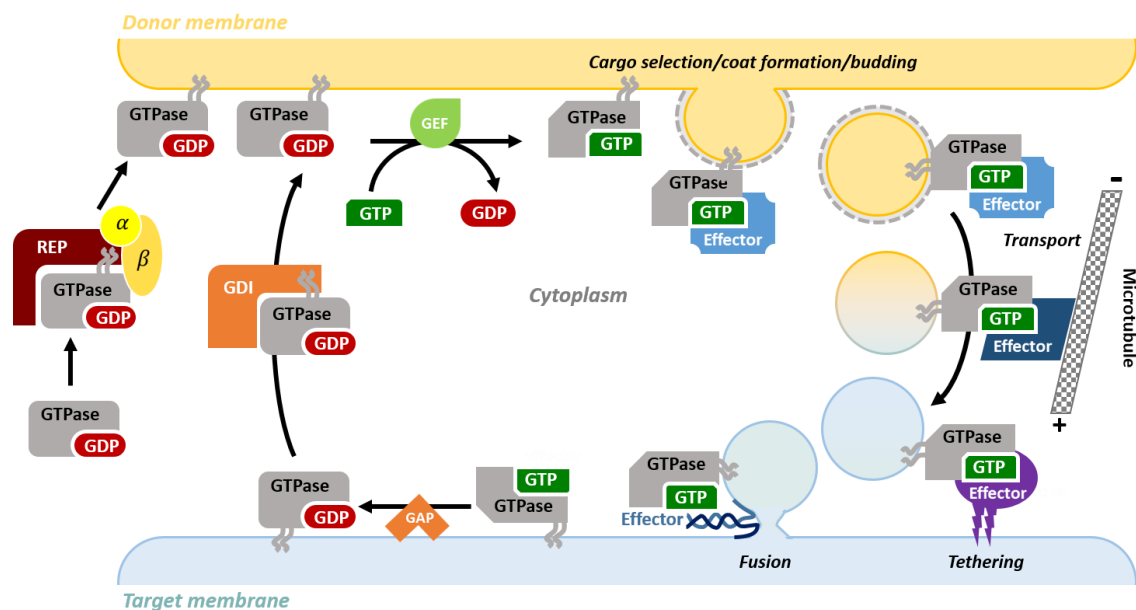 Donor membrane
Cargo selection/coat formation/budding
GTPase
GDP
GTPase
GDP
GEF
GTP
GDP
GTPase
GTP
GTPase
GTP
Effector
GTPase
GTP
Effector
-
Transport
Microtubule
+
REP
α
β
GTPase
GDP
GDI
GTPase
GDP
Cytoplasm
GTPase
GTP
Effector
GTPase
GDP
GTPase
GDP
GAP
GTP
GTPase
GTPase
GTP
Effector
Fusion
GTPase
GTP
Effector
Tethering
Target membrane